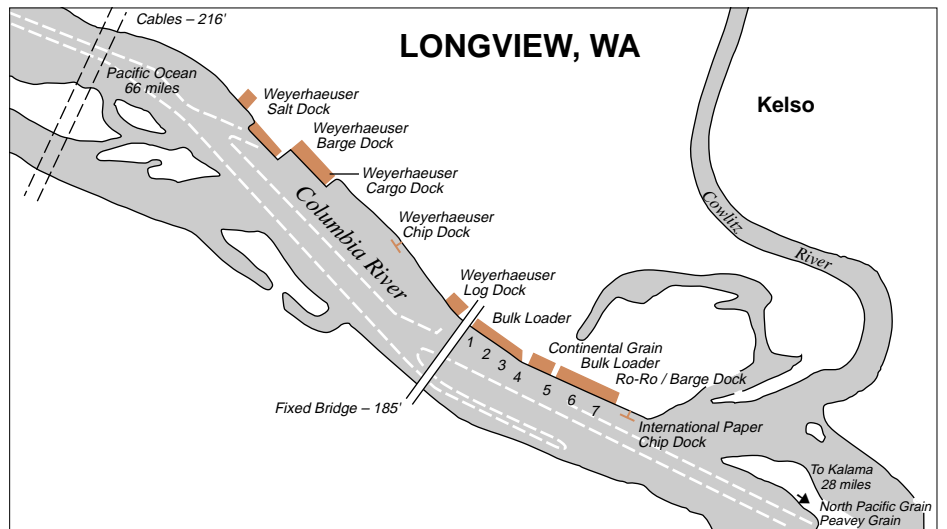 Cables – 216'
LONGVIEW, WA
Pacific Ocean
66 miles
Weyerhaeuser
Salt Dock
Kelso
Weyerhaeuser
Barge Dock
Weyerhaeuser
Cargo Dock
Columbia River
Weyerhaeuser
Chip Dock
Cowlitz
River
Weyerhaeuser
Log Dock
Bulk Loader
Continental Grain
Bulk Loader
Ro-Ro / Barge Dock
1
2
3
4
5
6
7
Fixed Bridge – 185'
International Paper
Chip Dock
To Kalama
28 miles
North Pacific Grain
Peavey Grain